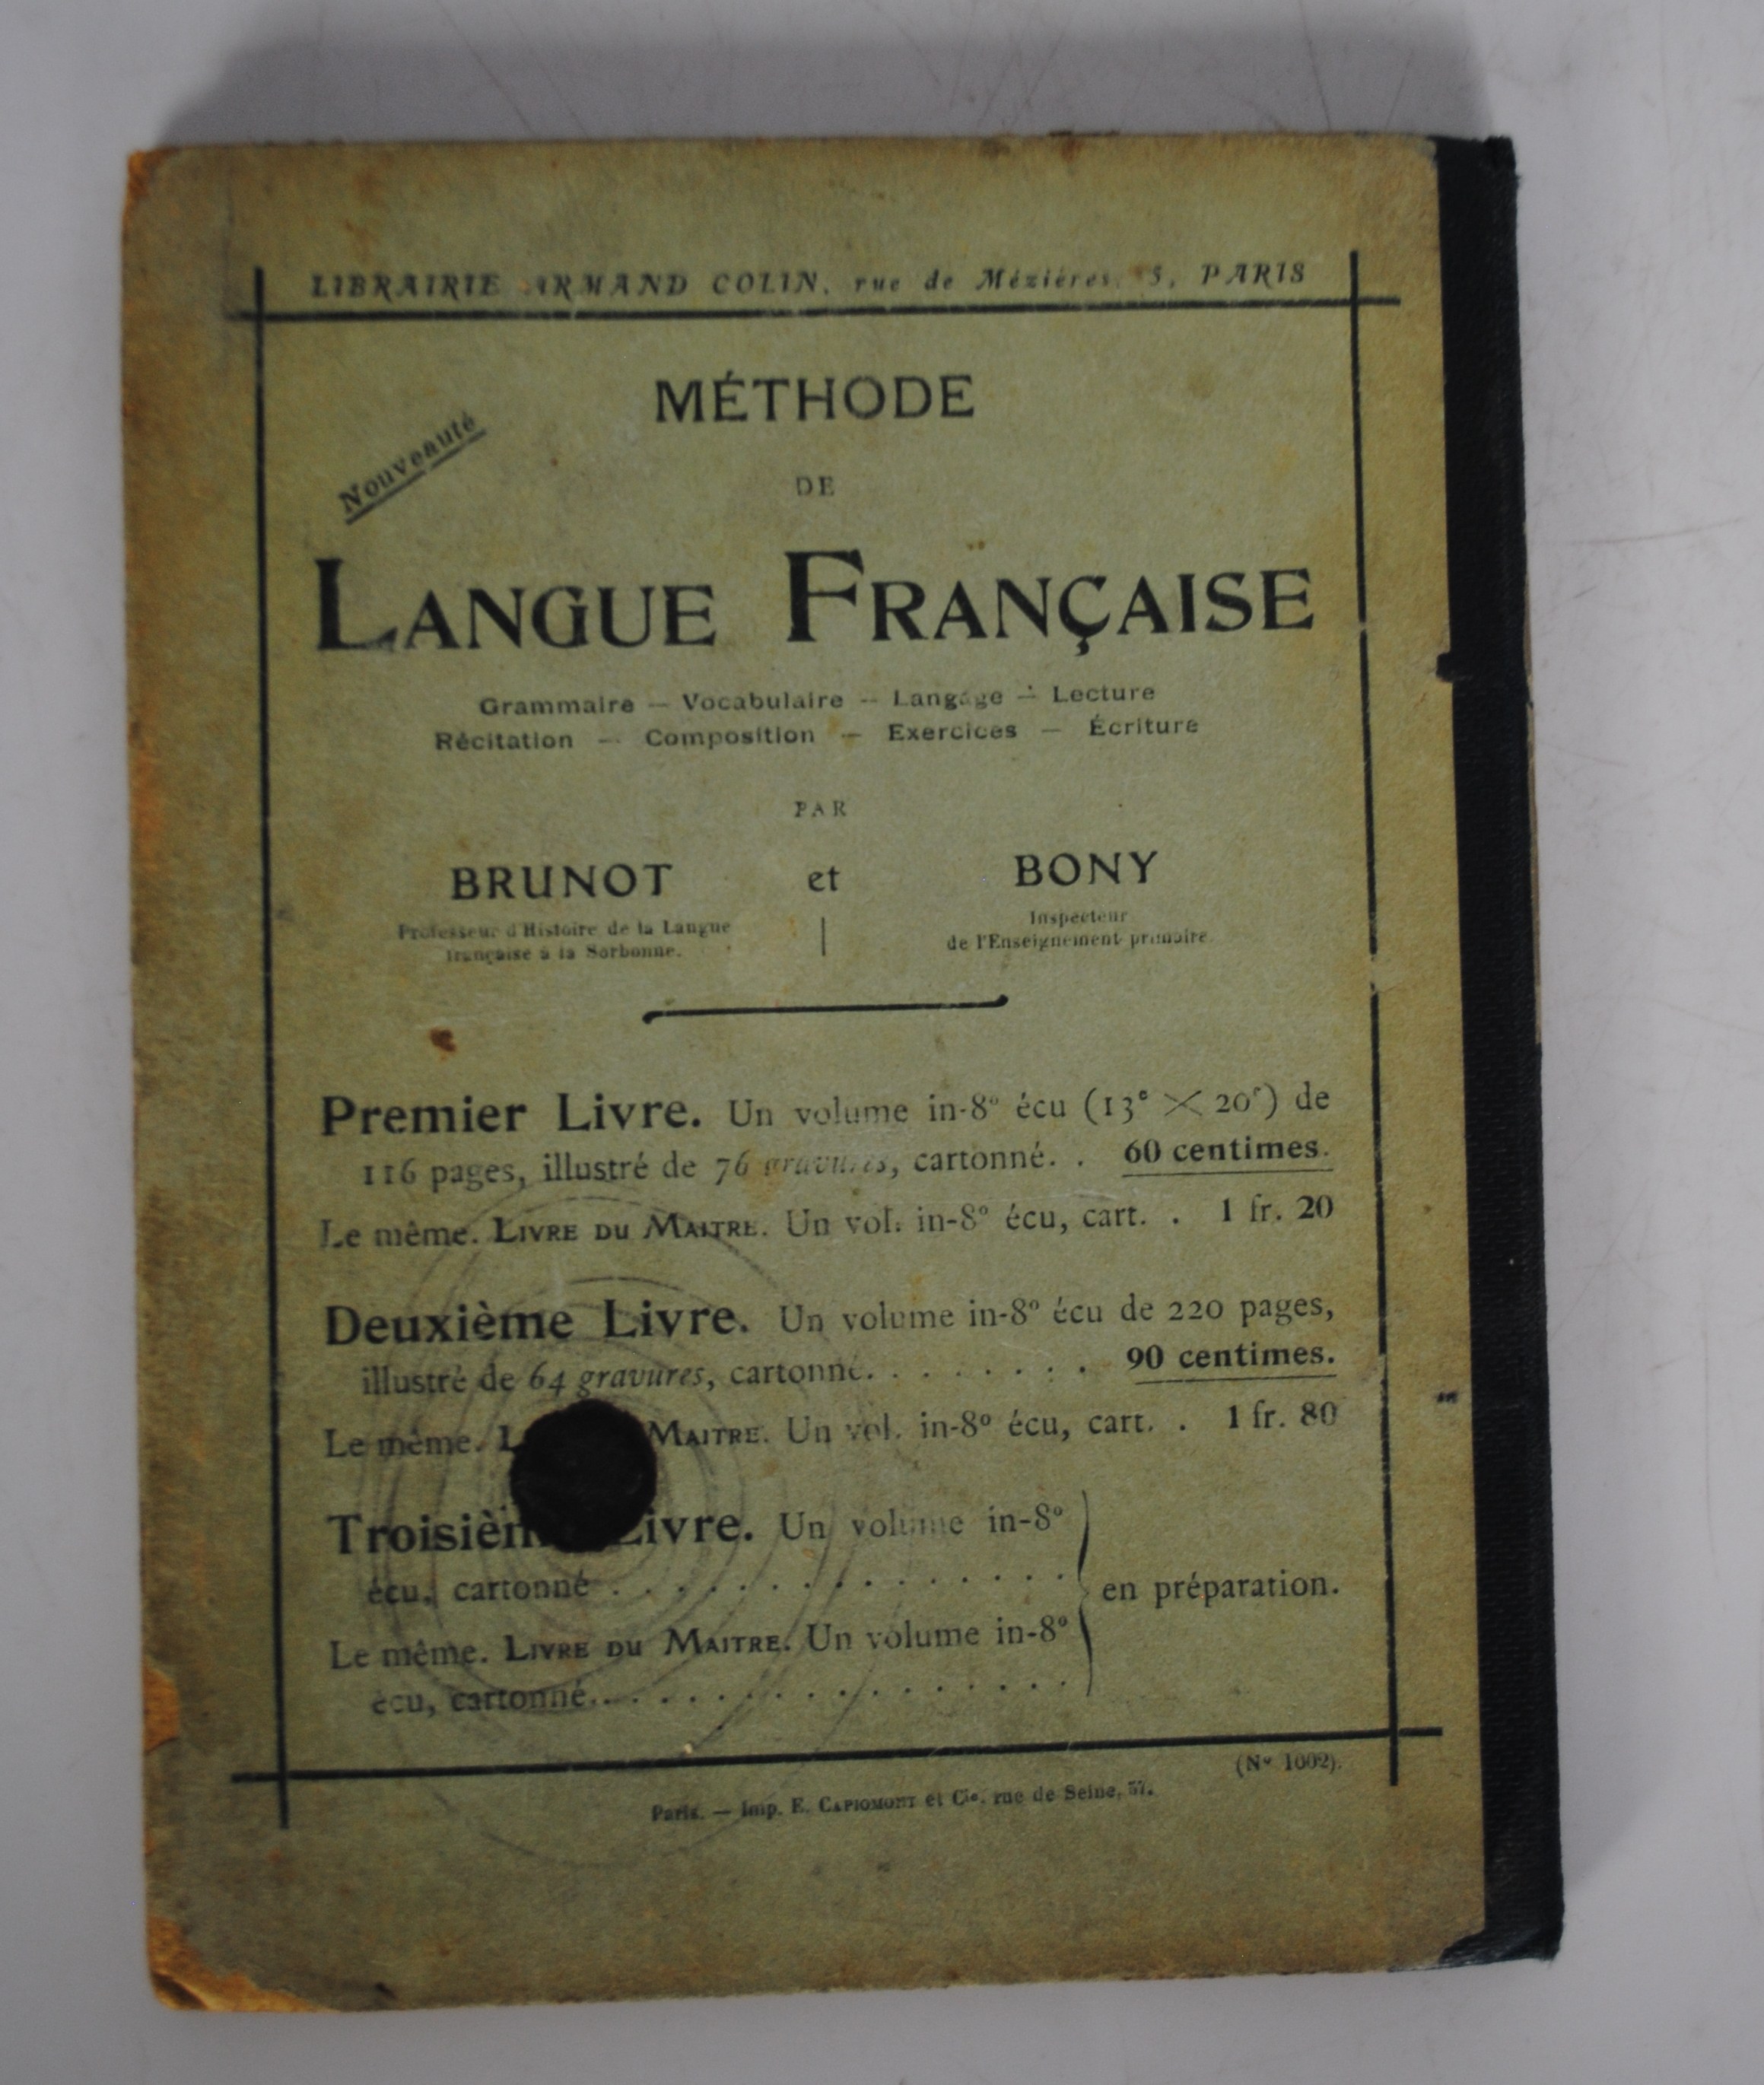 LIBRAIRIE ARMAND COLIN, rue de Mézières, 5, PARIS
Nouveauté
MÉTHODE
DE
LANGUE FRANÇAISE
Grammaire — Vocabulaire — Langage — Lecture
Récitation — Composition — Exercices — Écriture
PAR
BRUNOT et BONY
Professeur d'Histoire de la Langue
française à la Sorbonne.
Inspecteur
de l'Enseignement primaire.
Premier Livre. Un volume in-8° écu (13ᶜ × 20ᶜ) de
116 pages, illustré de 76 gravures, cartonné. . 60 centimes.
Le même. LIVRE DU MAITRE. Un vol. in-8° écu, cart. . 1 fr. 20
Deuxième Livre. Un volume in-8° écu de 220 pages,
illustré de 64 gravures, cartonné. . . . . . . . 90 centimes.
Le même. MAITRE. Un vol. in-8° écu, cart. . 1 fr. 80
Livre. Un volume in-8°
écu, cartonné . . . . . . . . . . . . . . .
en préparation.
Le même. LIVRE DU MAITRE. Un volume in-8°
écu, cartonné. . . . . . . . . . . . . . . .
(N° 1002).
Paris. — Imp. E. CAPIOMONT et Cie, rue de Seine, 57.